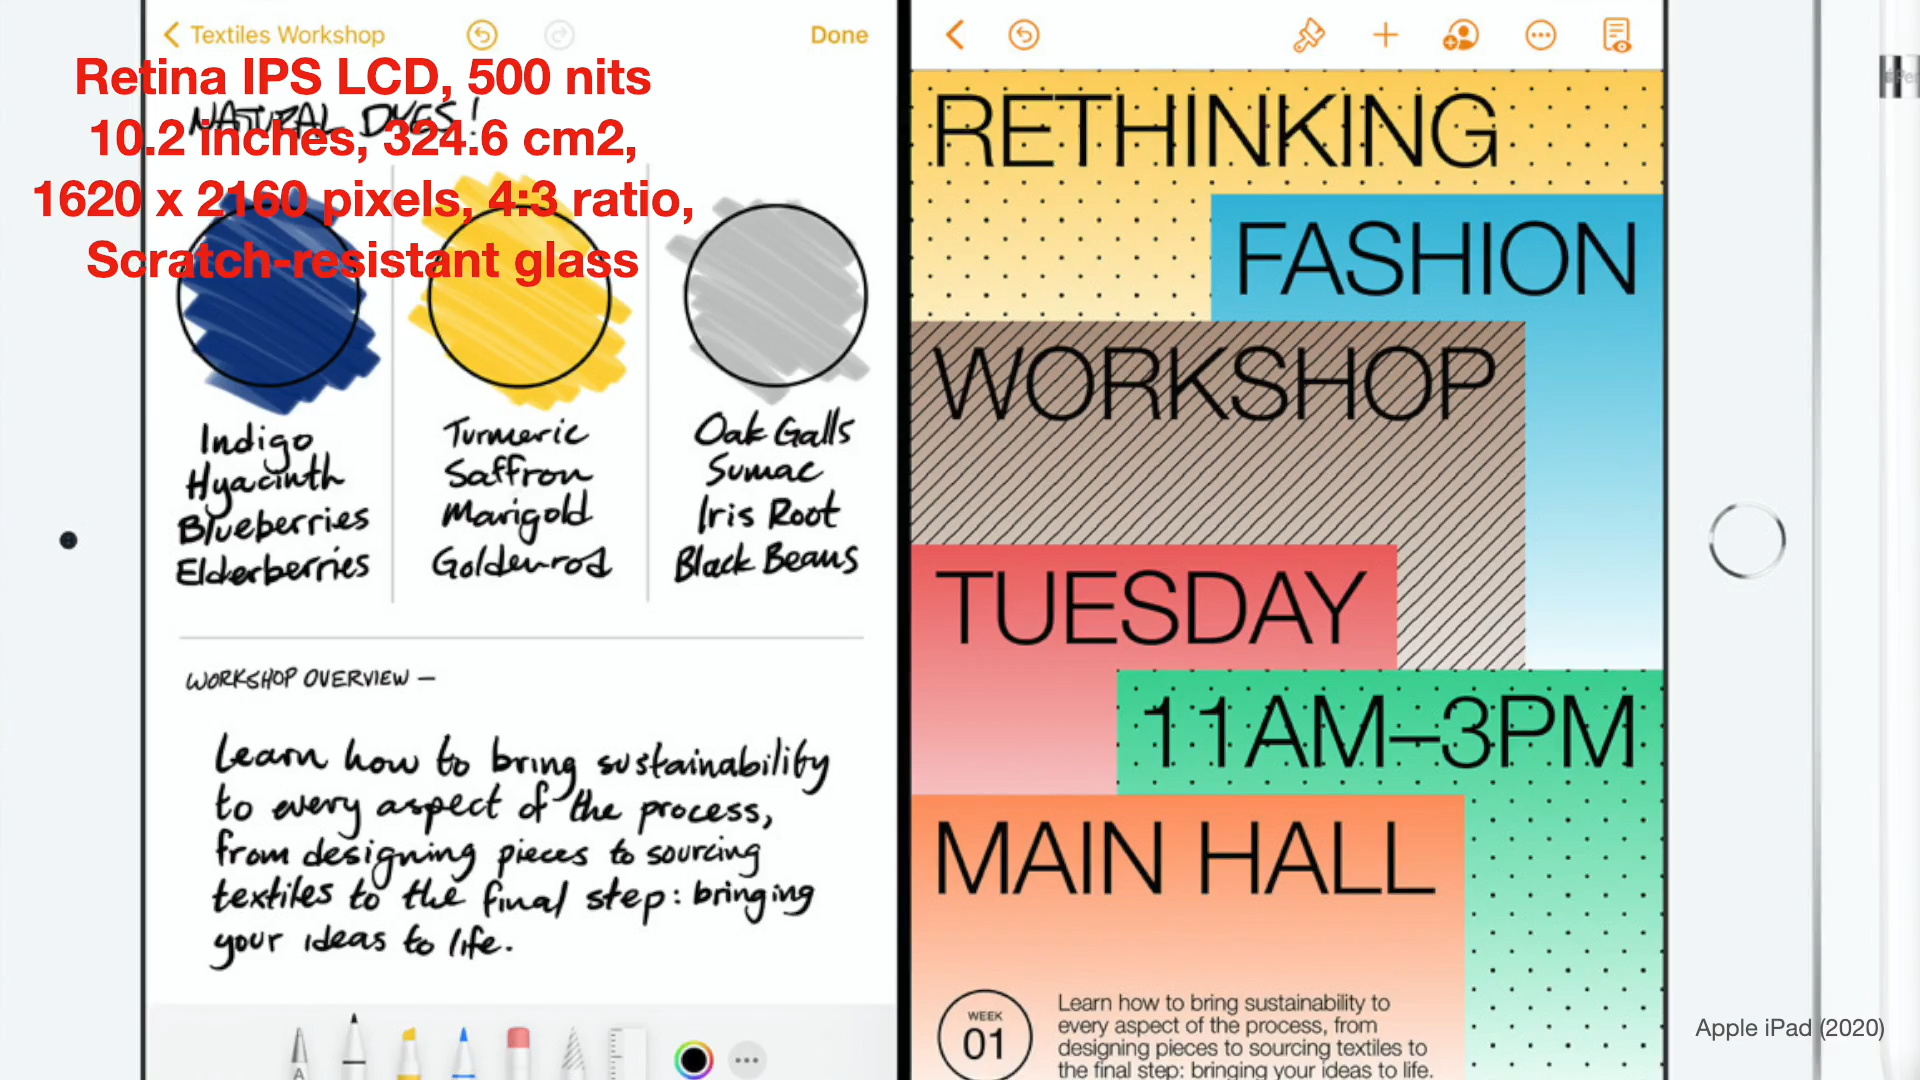 Textiles Workshop
Done
Retina IPS LCD, 500 nits
10.2 inches, 324.6 cm2,
1620 x 2160 pixels, 4:3 ratio,
Scratch-resistant glass
NATURAL DYES!
Indigo
Hyacinth
Blueberries
Elderberries
Turmeric
Saffron
Marigold
Goldenrod
Oak Galls
Sumac
Iris Root
Black Beans
WORKSHOP OVERVIEW —
Learn how to bring sustainability
to every aspect of the process,
from designing pieces to sourcing
textiles to the final step: bringing
your ideas to life.
A
RETHINKING
FASHION
WORKSHOP
TUESDAY
11AM–3PM
MAIN HALL
WEEK
01
Learn how to bring sustainability to
every aspect of the process, from
designing pieces to sourcing textiles to
the final step: bringing your ideas to life.
Apple iPad (2020)